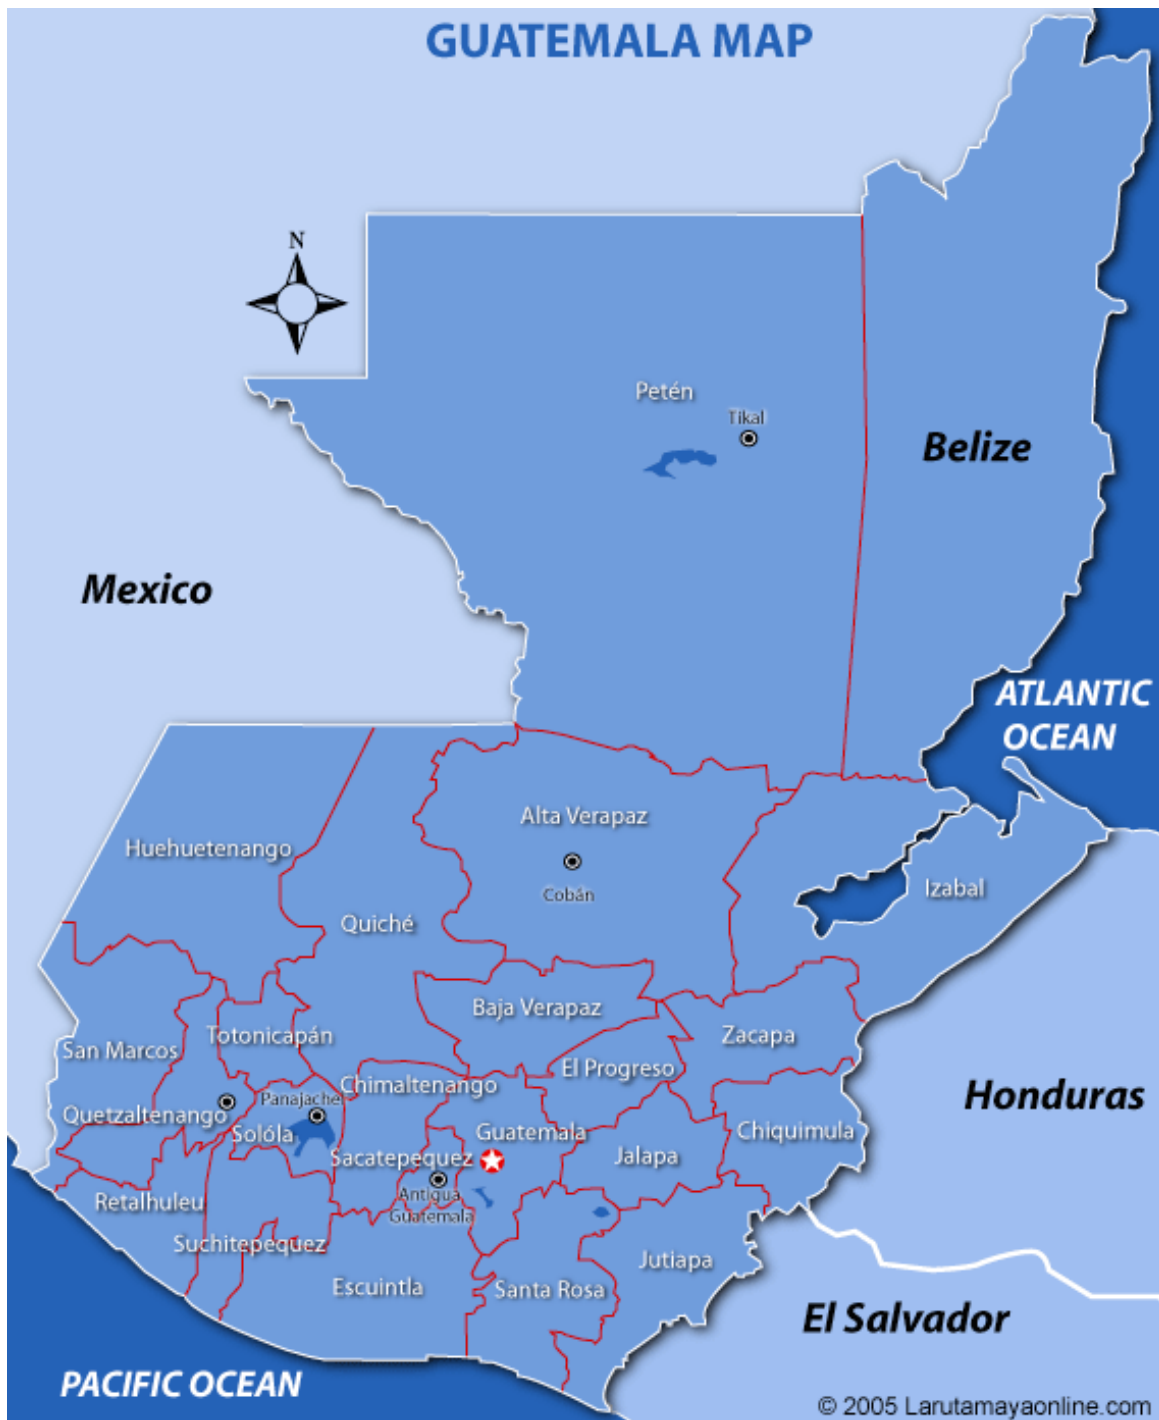 GUATEMALA MAP
N
Petén
Tikal
Belize
Mexico
ATLANTIC
OCEAN
Alta Verapaz
Huehuetenango
Cobán
Izabal
Quiché
Baja Verapaz
Totonicapán
Zacapa
San Marcos
El Progreso
Chimaltenango
Honduras
Panajachel
Quetzaltenango
Solóla
Guatemala
Chiquimula
Sacatepequez
Jalapa
Antigua
Guatemala
Retalhuleu
Suchitepequez
Jutiapa
Escuintla
Santa Rosa
El Salvador
PACIFIC OCEAN
© 2005 Larutamayaonline.com